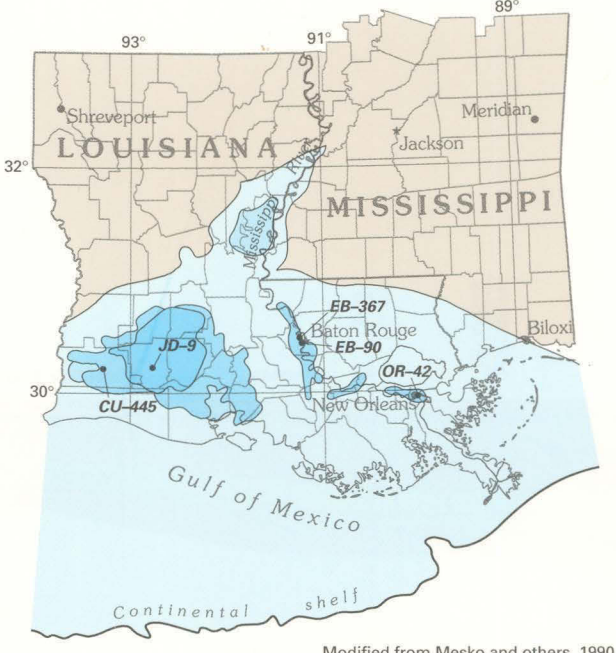 89°
93°
91°
Shreveport
Meridian
Jackson
LOUISIANA
32°
River
MISSISSIPPI
Mississippi
EB–367
Baton Rouge
Biloxi
EB–90
JD–9
OR–42
30°
CU–445
New Orleans
Gulf of Mexico
Continental shelf
Modified from Mesko and others, 1990